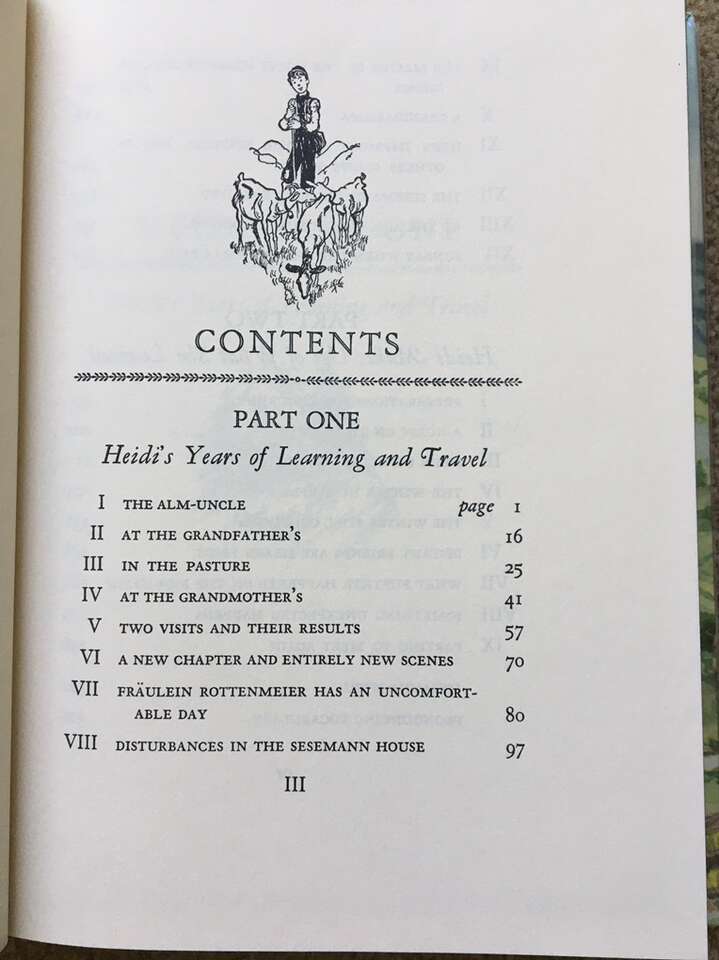 CONTENTS
PART ONE
Heidi's Years of Learning and Travel
I THE ALM-UNCLE page 1
II AT THE GRANDFATHER'S 16
III IN THE PASTURE 25
IV AT THE GRANDMOTHER'S 41
V TWO VISITS AND THEIR RESULTS 57
VI A NEW CHAPTER AND ENTIRELY NEW SCENES 70
VII FRÄULEIN ROTTENMEIER HAS AN UNCOMFORT-
ABLE DAY 80
VIII DISTURBANCES IN THE SESEMANN HOUSE 97
III